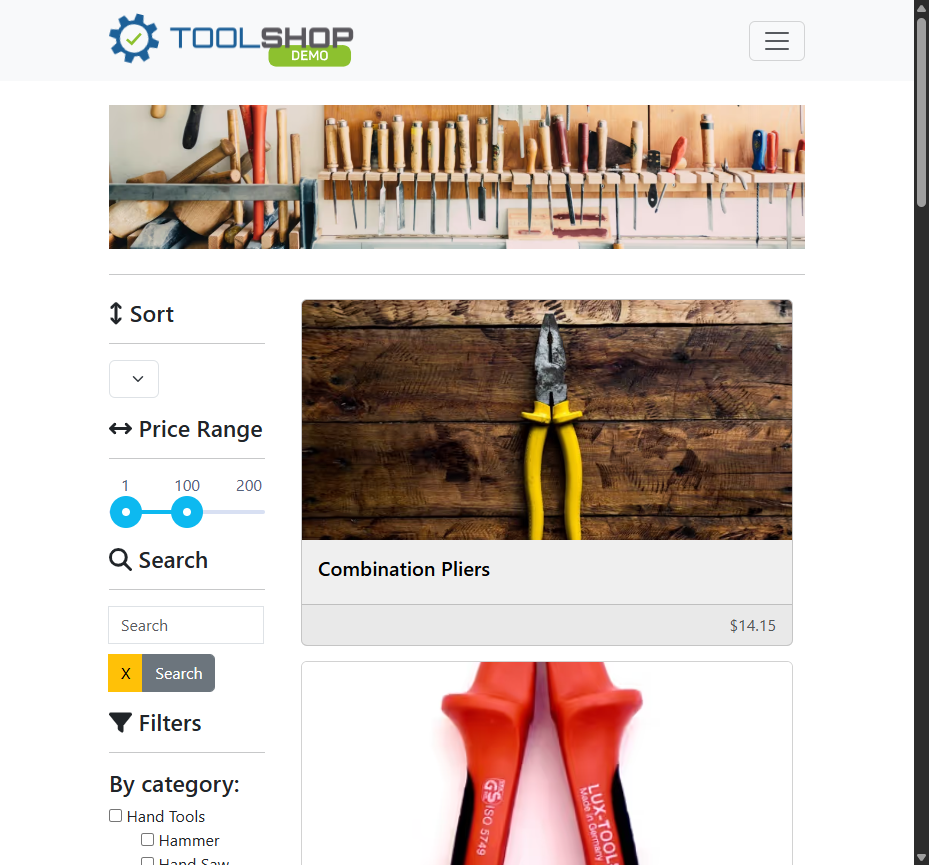 TOOLSHOP
DEMO
Sort
Price Range
1 100 200
Search
Search
X Search
Filters
By category:
Hand Tools
Hammer
Hand Saw
Combination Pliers
$14.15
GS ISO 5749
LUX-TOOLS
Made in Germany